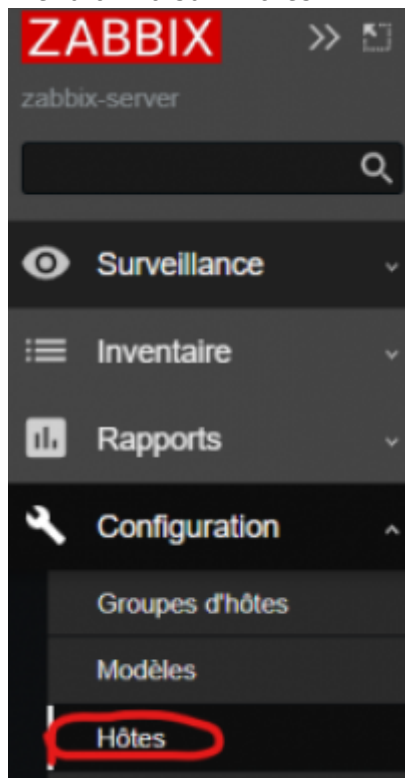 ZABBIX
zabbix-server
Surveillance
Inventaire
Rapports
Configuration
Groupes d'hôtes
Modèles
Hôtes